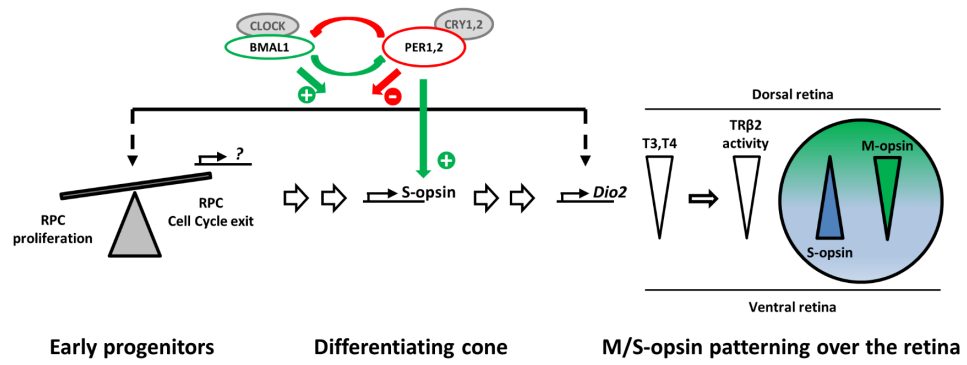 CLOCK
BMAL1
CRY1,2
PER1,2
+
-
+
?
RPC
proliferation
RPC
Cell Cycle exit
S-opsin
Dio2
T3,T4
TRβ2
activity
Dorsal retina
M-opsin
S-opsin
Ventral retina
Early progenitors
Differentiating cone
M/S-opsin patterning over the retina